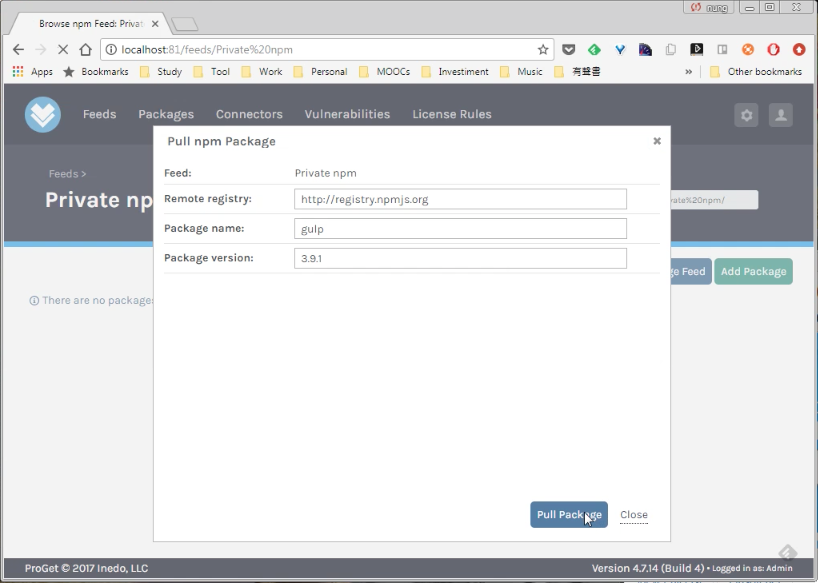 nung
Browse npm Feed: Privat
localhost:81/feeds/Private%20npm
Apps Bookmarks Study Tool Work Personal MOOCs Investiment Music 有聲書 » Other bookmarks
Feeds Packages Connectors Vulnerabilities License Rules
Pull npm Package
Feeds >
Private np
vate%20npm/
Feed: Private npm
Remote registry: http://registry.npmjs.org
Package name: gulp
Package version: 3.9.1
ge Feed Add Package
There are no package
Pull Package Close
ProGet © 2017 Inedo, LLC Version 4.7.14 (Build 4) • Logged in as: Admin